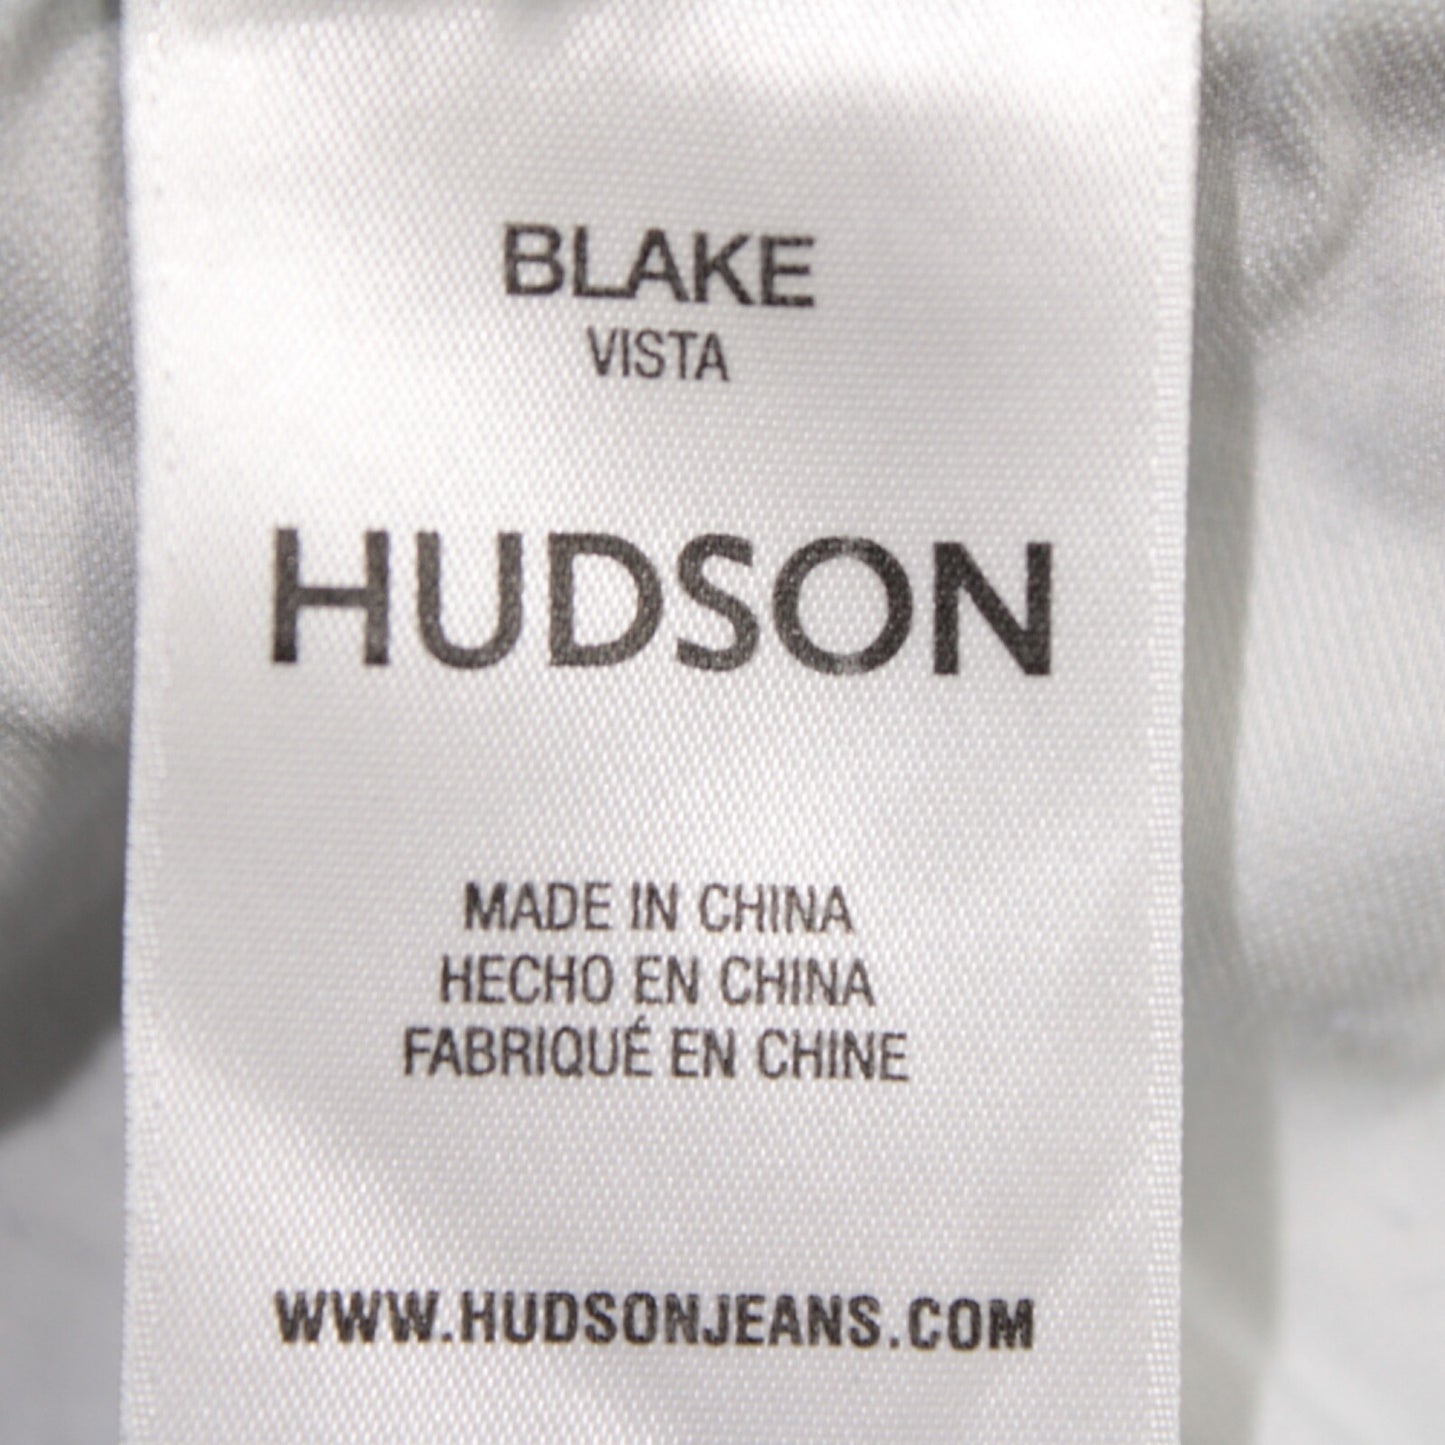 BLAKE
VISTA
HUDSON
MADE IN CHINA
HECHO EN CHINA
FABRIQUÉ EN CHINE
WWW.HUDSONJEANS.COM